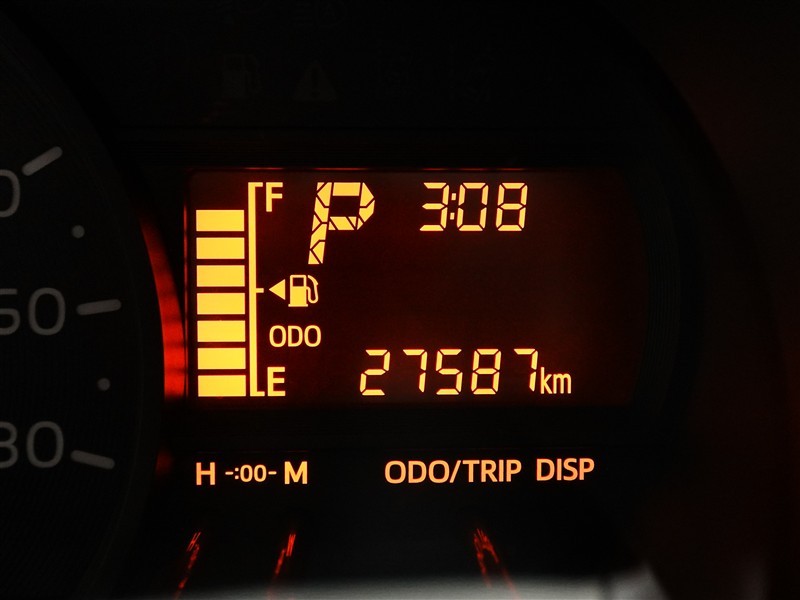 F P 3:08
ODO
E 27587km
H -:00- M ODO/TRIP DISP